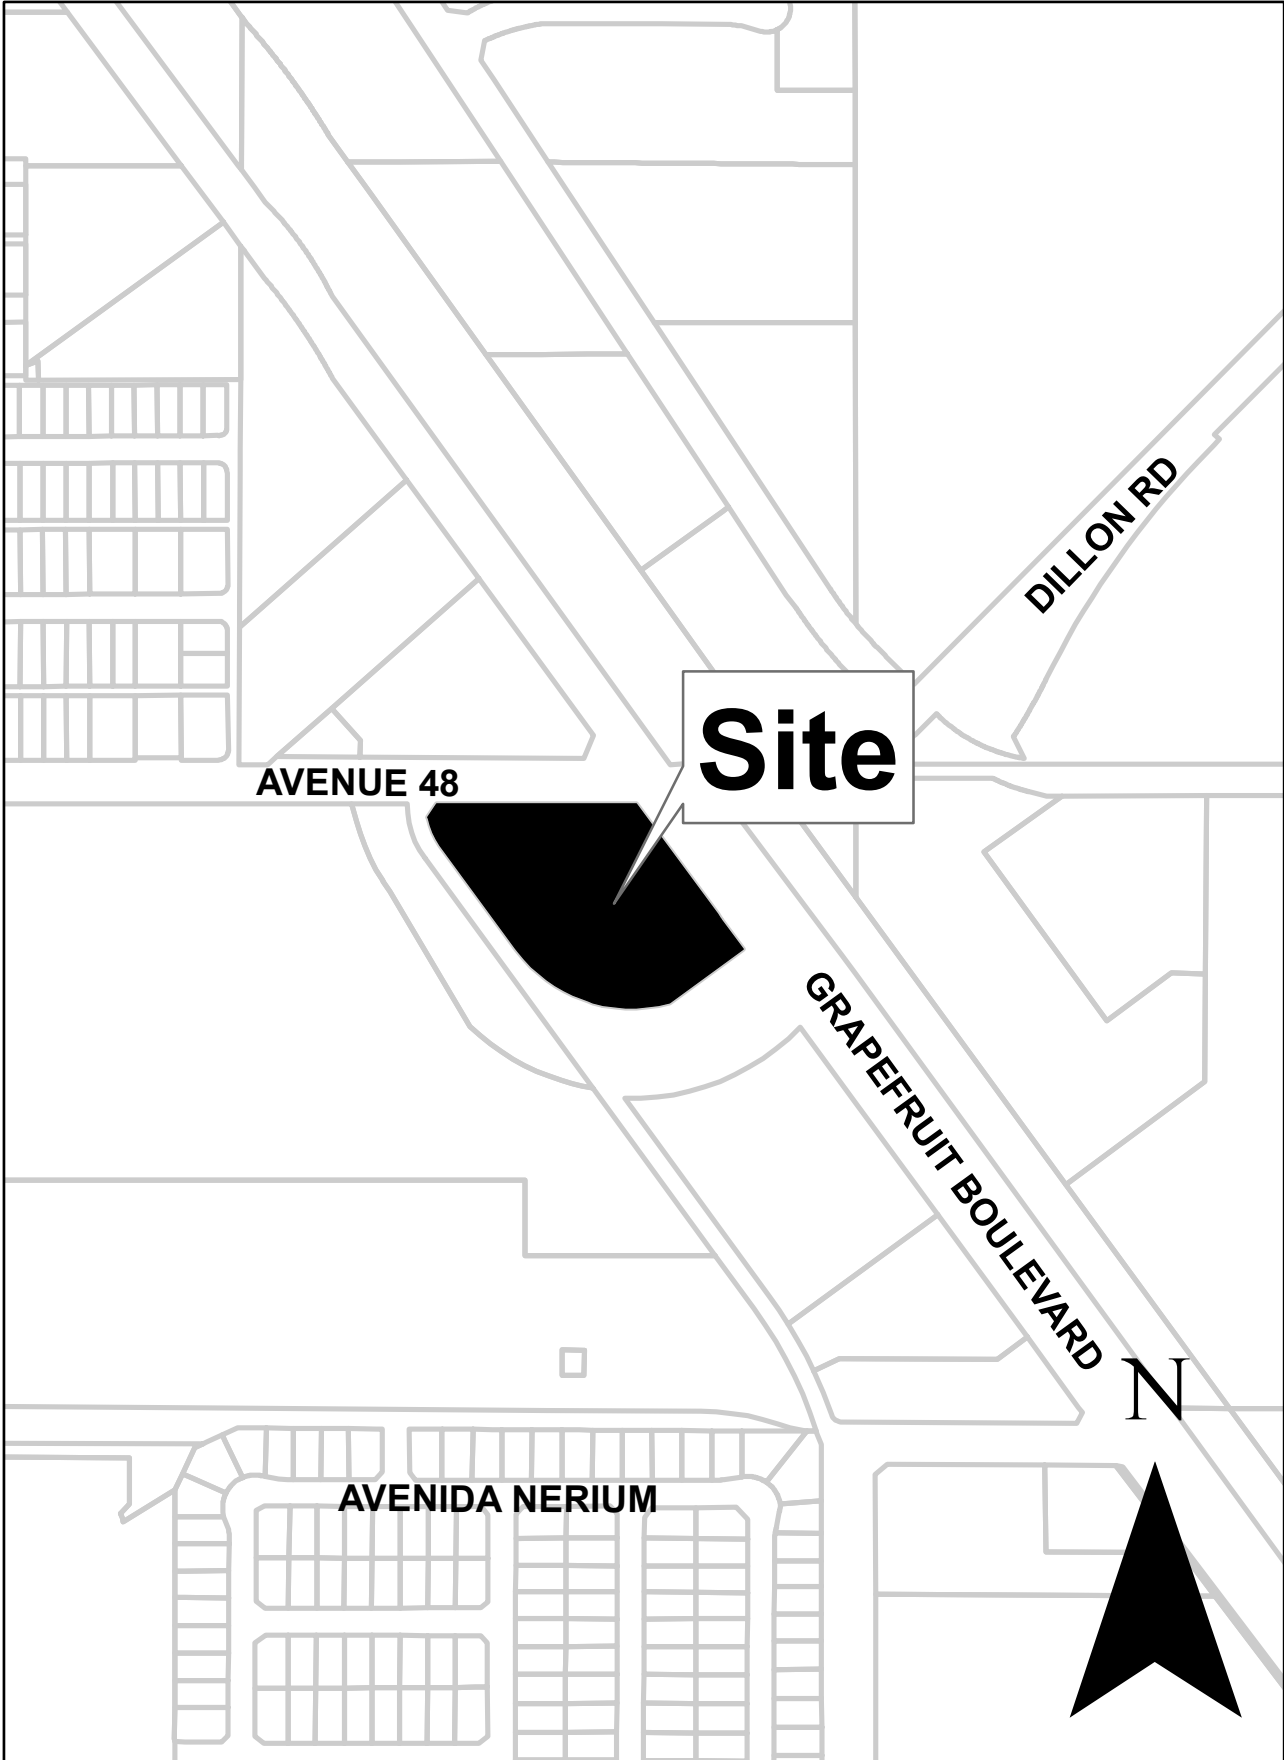 DILLON RD
Site
AVENUE 48
GRAPEFRUIT BOULEVARD
N
AVENIDA NERIUM